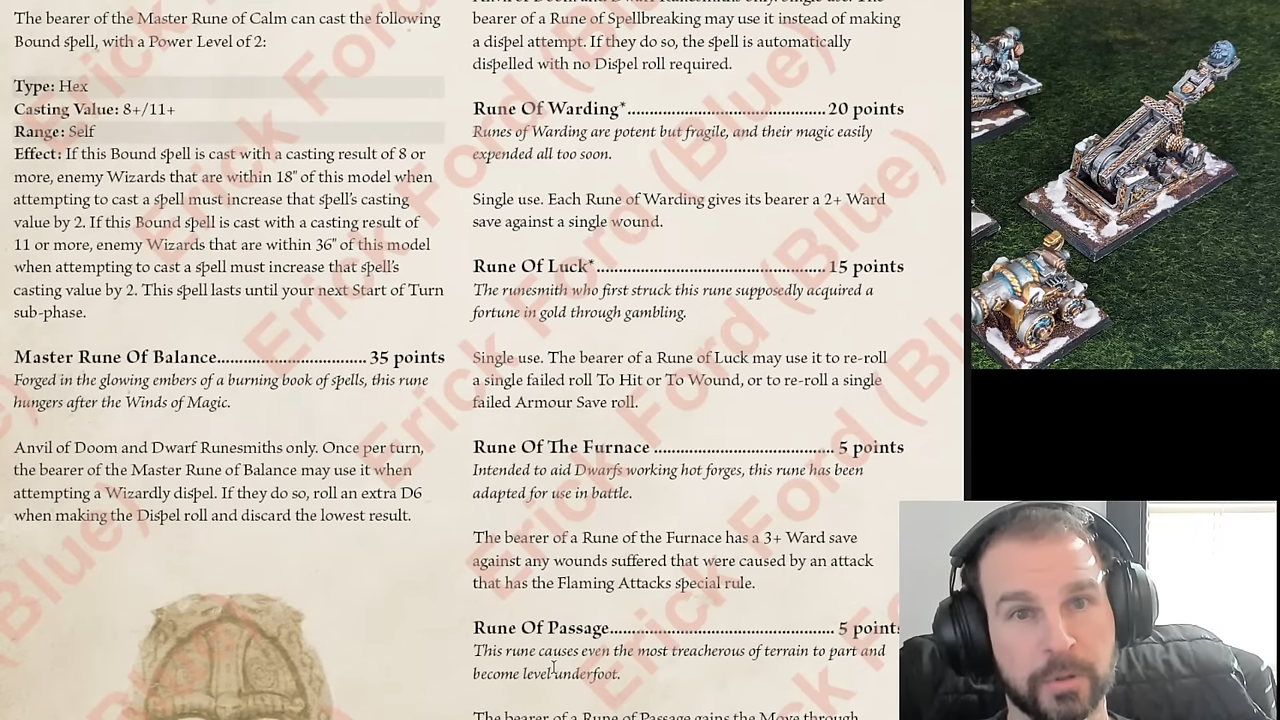 The bearer of the Master Rune of Calm can cast the following
Bound spell, with a Power Level of 2:
Type: Hex
Casting Value: 8+/11+
Range: Self
Effect: If this Bound spell is cast with a casting result of 8 or
more, enemy Wizards that are within 18" of this model when
attempting to cast a spell must increase that spell's casting
value by 2. If this Bound spell is cast with a casting result of
11 or more, enemy Wizards that are within 36" of this model
when attempting to cast a spell must increase that spell's
casting value by 2. This spell lasts until your next Start of Turn
sub-phase.
Master Rune Of Balance.................................. 35 points
Forged in the glowing embers of a burning book of spells, this rune
hungers after the Winds of Magic.
Anvil of Doom and Dwarf Runesmiths only. Once per turn,
the bearer of the Master Rune of Balance may use it when
attempting a Wizardly dispel. If they do so, roll an extra D6
when making the Dispel roll and discard the lowest result.
bearer of a Rune of Spellbreaking may use it instead of making
a dispel attempt. If they do so, the spell is automatically
dispelled with no Dispel roll required.
Rune Of Warding*..............................................20 points
Runes of Warding are potent but fragile, and their magic easily
expended all too soon.
Single use. Each Rune of Warding gives its bearer a 2+ Ward
save against a single wound.
Rune Of Luck*..................................................... 15 points
The runesmith who first struck this rune supposedly acquired a
fortune in gold through gambling.
Single use. The bearer of a Rune of Luck may use it to re-roll
a single failed roll To Hit or To Wound, or to re-roll a single
failed Armour Save roll.
Rune Of The Furnace ......................................... 5 points
Intended to aid Dwarfs working hot forges, this rune has been
adapted for use in battle.
The bearer of a Rune of the Furnace has a 3+ Ward save
against any wounds suffered that were caused by an attack
that has the Flaming Attacks special rule.
Rune Of Passage................................................... 5 points
This rune causes even the most treacherous of terrain to part and
become level underfoot.
The bearer of a Rune of Passage gains the Move through
Erick Ford (Blue)